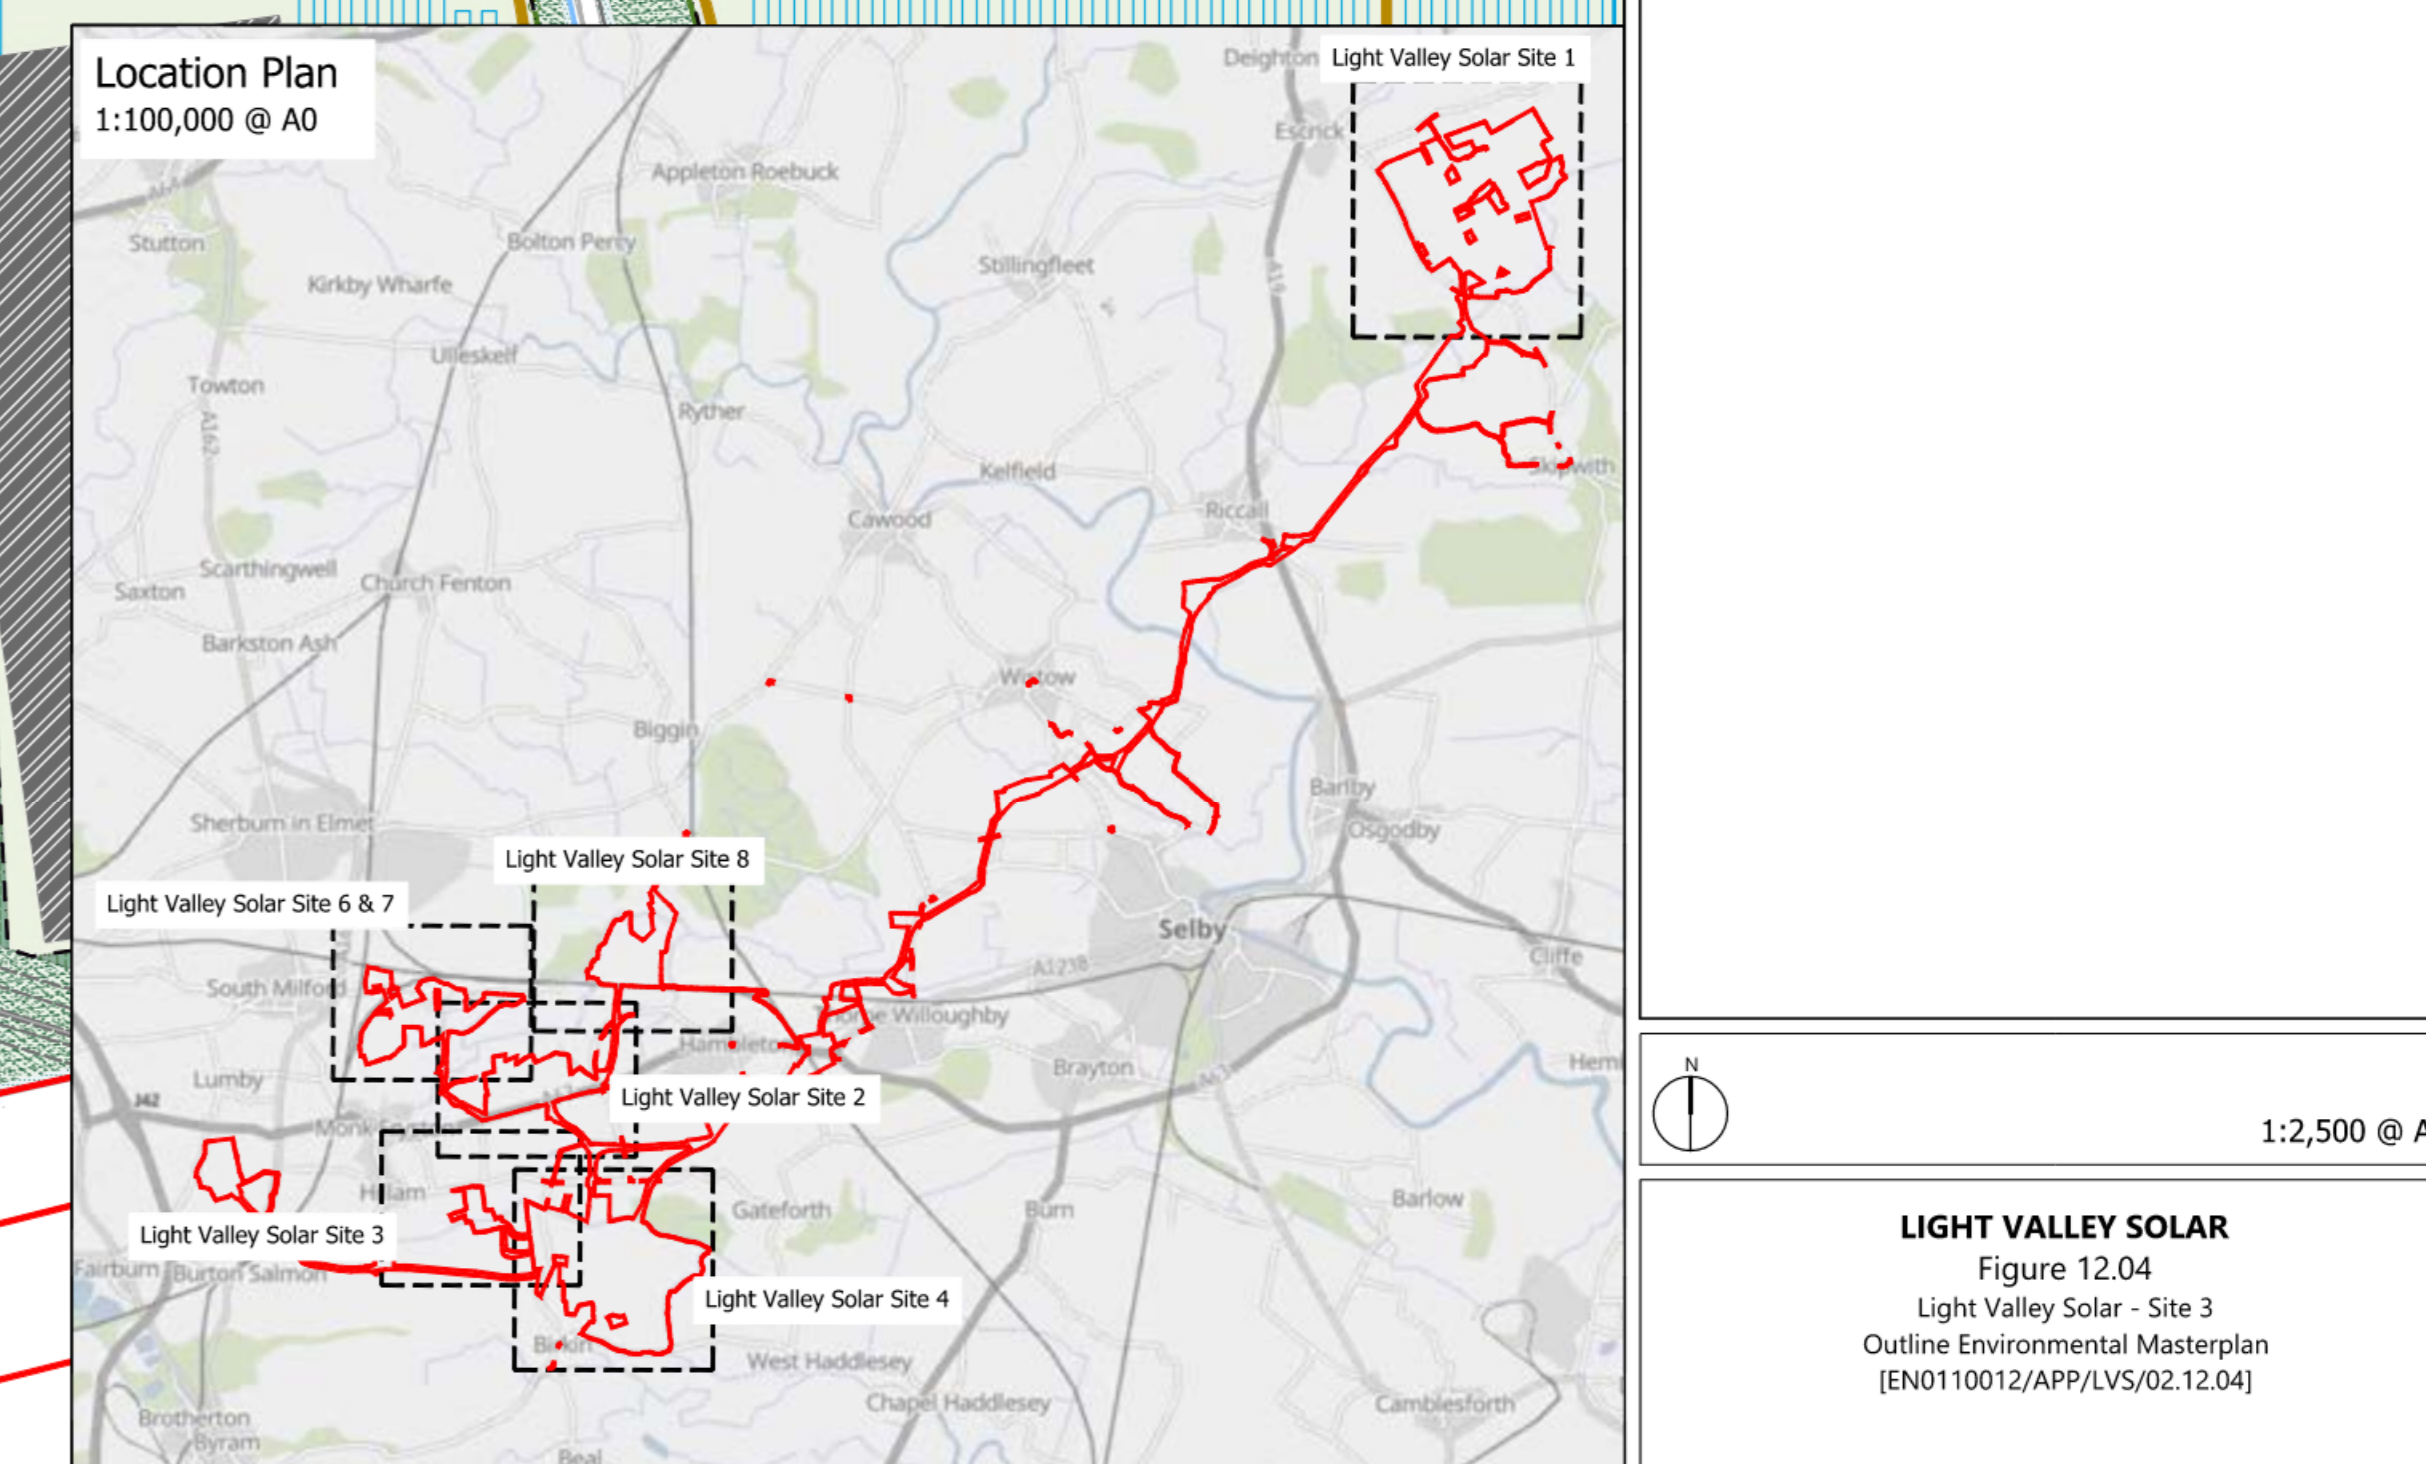 Location Plan
1:100,000 @ A0
Deighton
Light Valley Solar Site 1
Escrick
Appleton Roebuck
A64
Stutton
Bolton Percy
Stillingfleet
A19
Kirkby Wharfe
Ulleskelf
Towton
A162
Ryther
Kelfield
Skipwith
Riccall
Cawood
Scarthingwell
Church Fenton
Saxton
Barkston Ash
Wistow
Biggin
Barlby
Sherburn in Elmet
Osgodby
Light Valley Solar Site 8
Light Valley Solar Site 6 & 7
Selby
Cliffe
A1238
South Milford
Thorpe Willoughby
Hambleton
Brayton
Hemi
Lumby
A63
A63
J42
Light Valley Solar Site 2
Monk Fryston
Hillam
Gateforth
Burn
Barlow
Light Valley Solar Site 3
Fairburn
Burton Salmon
Light Valley Solar Site 4
Birkin
West Haddlesey
Chapel Haddlesey
Camblesforth
Brotherton
Byram
Beal
N
1:2,500 @ A
LIGHT VALLEY SOLAR
Figure 12.04
Light Valley Solar - Site 3
Outline Environmental Masterplan
[EN0110012/APP/LVS/02.12.04]